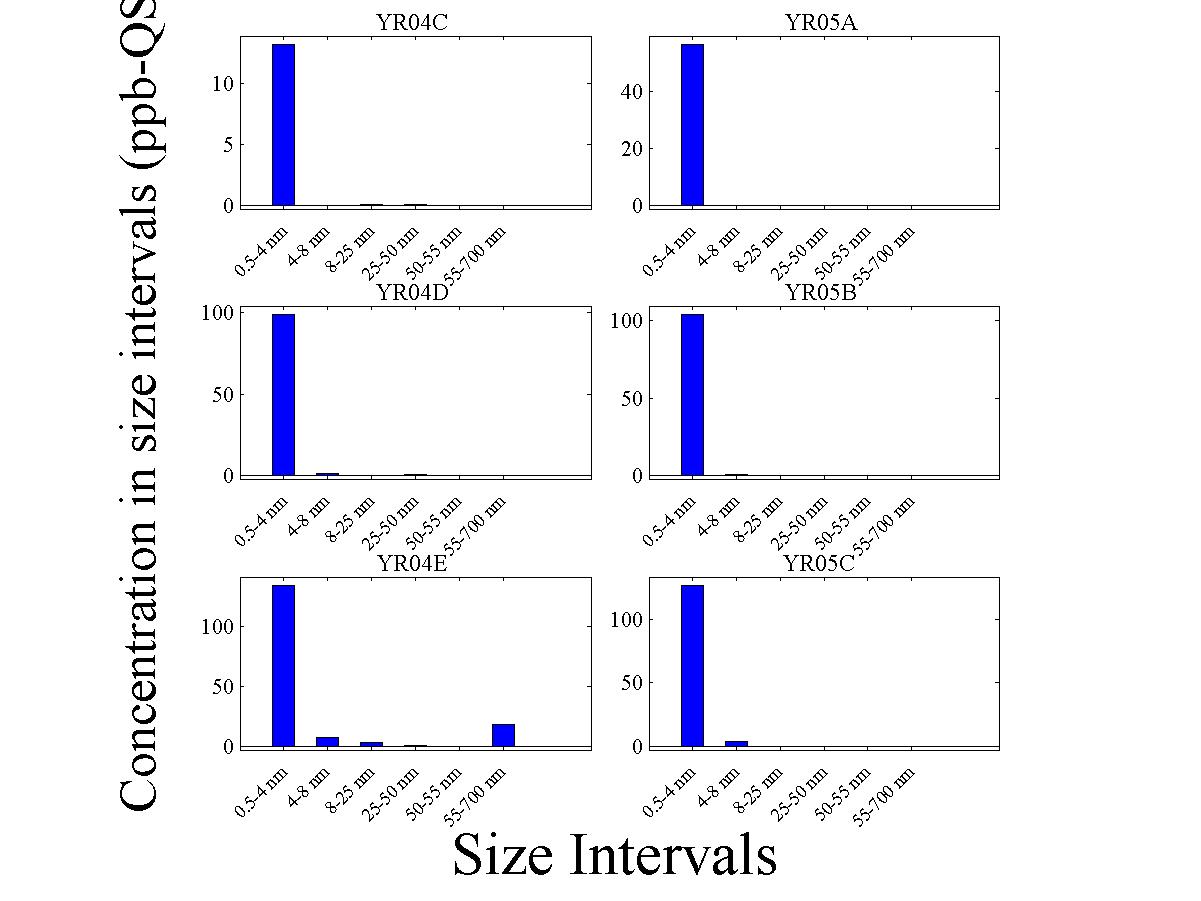 Concentration in size intervals (ppb-QS
YR04C
10
5
0
0.5-4 nm
4-8 nm
8-25 nm
25-50 nm
50-55 nm
55-700 nm
YR05A
40
20
0
0.5-4 nm
4-8 nm
8-25 nm
25-50 nm
50-55 nm
55-700 nm
YR04D
100
50
0
0.5-4 nm
4-8 nm
8-25 nm
25-50 nm
50-55 nm
55-700 nm
YR05B
100
50
0
0.5-4 nm
4-8 nm
8-25 nm
25-50 nm
50-55 nm
55-700 nm
YR04E
100
50
0
0.5-4 nm
4-8 nm
8-25 nm
25-50 nm
50-55 nm
55-700 nm
YR05C
100
50
0
0.5-4 nm
4-8 nm
8-25 nm
25-50 nm
50-55 nm
55-700 nm
Size Intervals